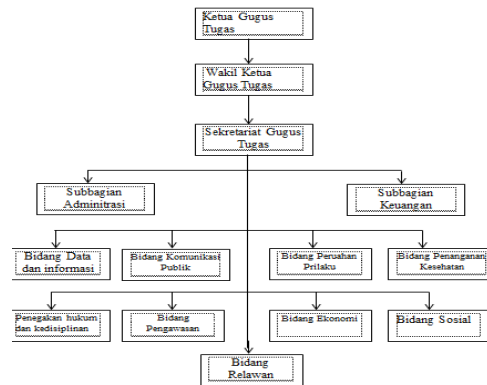 Ketua Gugus
Tugas
Wakil Ketua
Gugus Tugas
Sekretariat Gugus
Tugas
Subbagian
Adminitrasi
Subbagian
Keuangan
Bidang Data
dan informasi
Bidang Komunikasi
Publik
Bidang Peruahan
Prilaku
Bidang Penanganan
Kesehatan
Penegakan hukum
dan kedisiplinan
Bidang
Pengawasan
Bidang Ekonomi
Bidang Sosial
Bidang
Relawan